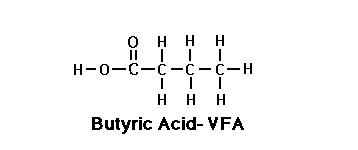 O H H H
H-O-C-C-C-C-H
H H H
Butyric Acid- VFA